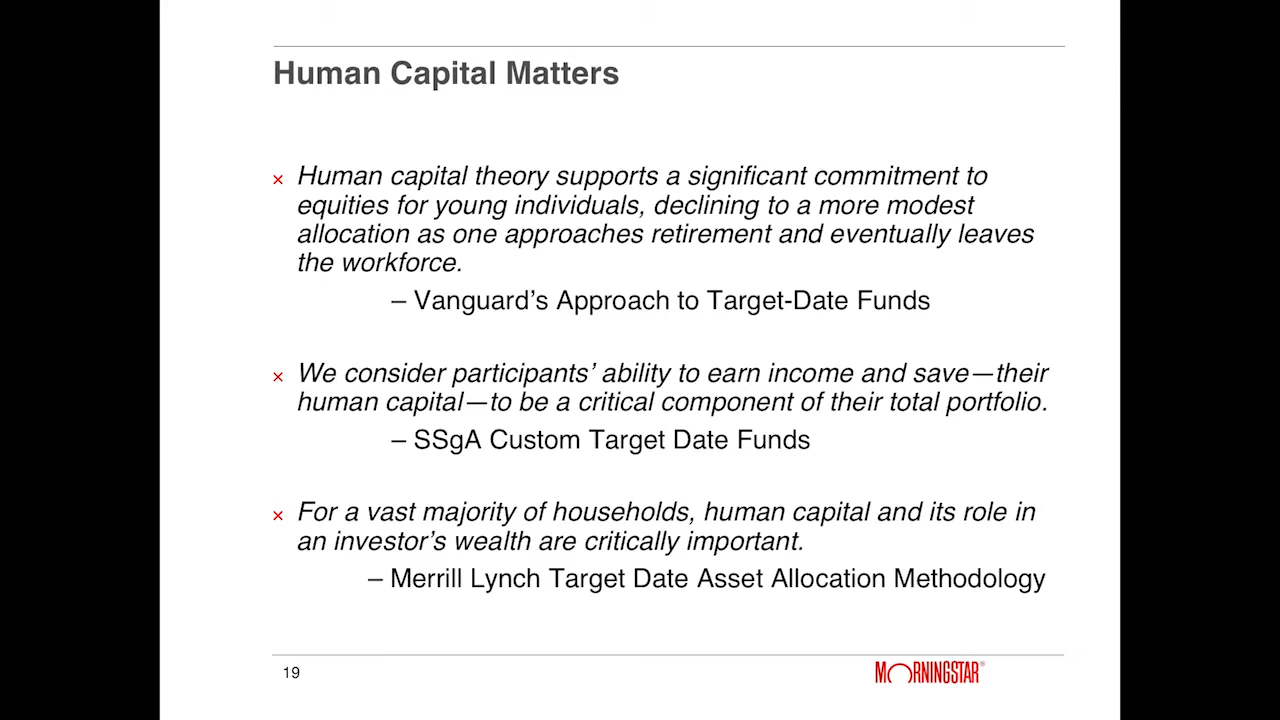 Human Capital Matters
× Human capital theory supports a significant commitment to
equities for young individuals, declining to a more modest
allocation as one approaches retirement and eventually leaves
the workforce.
– Vanguard’s Approach to Target-Date Funds
× We consider participants’ ability to earn income and save—their
human capital—to be a critical component of their total portfolio.
– SSgA Custom Target Date Funds
× For a vast majority of households, human capital and its role in
an investor’s wealth are critically important.
– Merrill Lynch Target Date Asset Allocation Methodology
19
MORNINGSTAR®